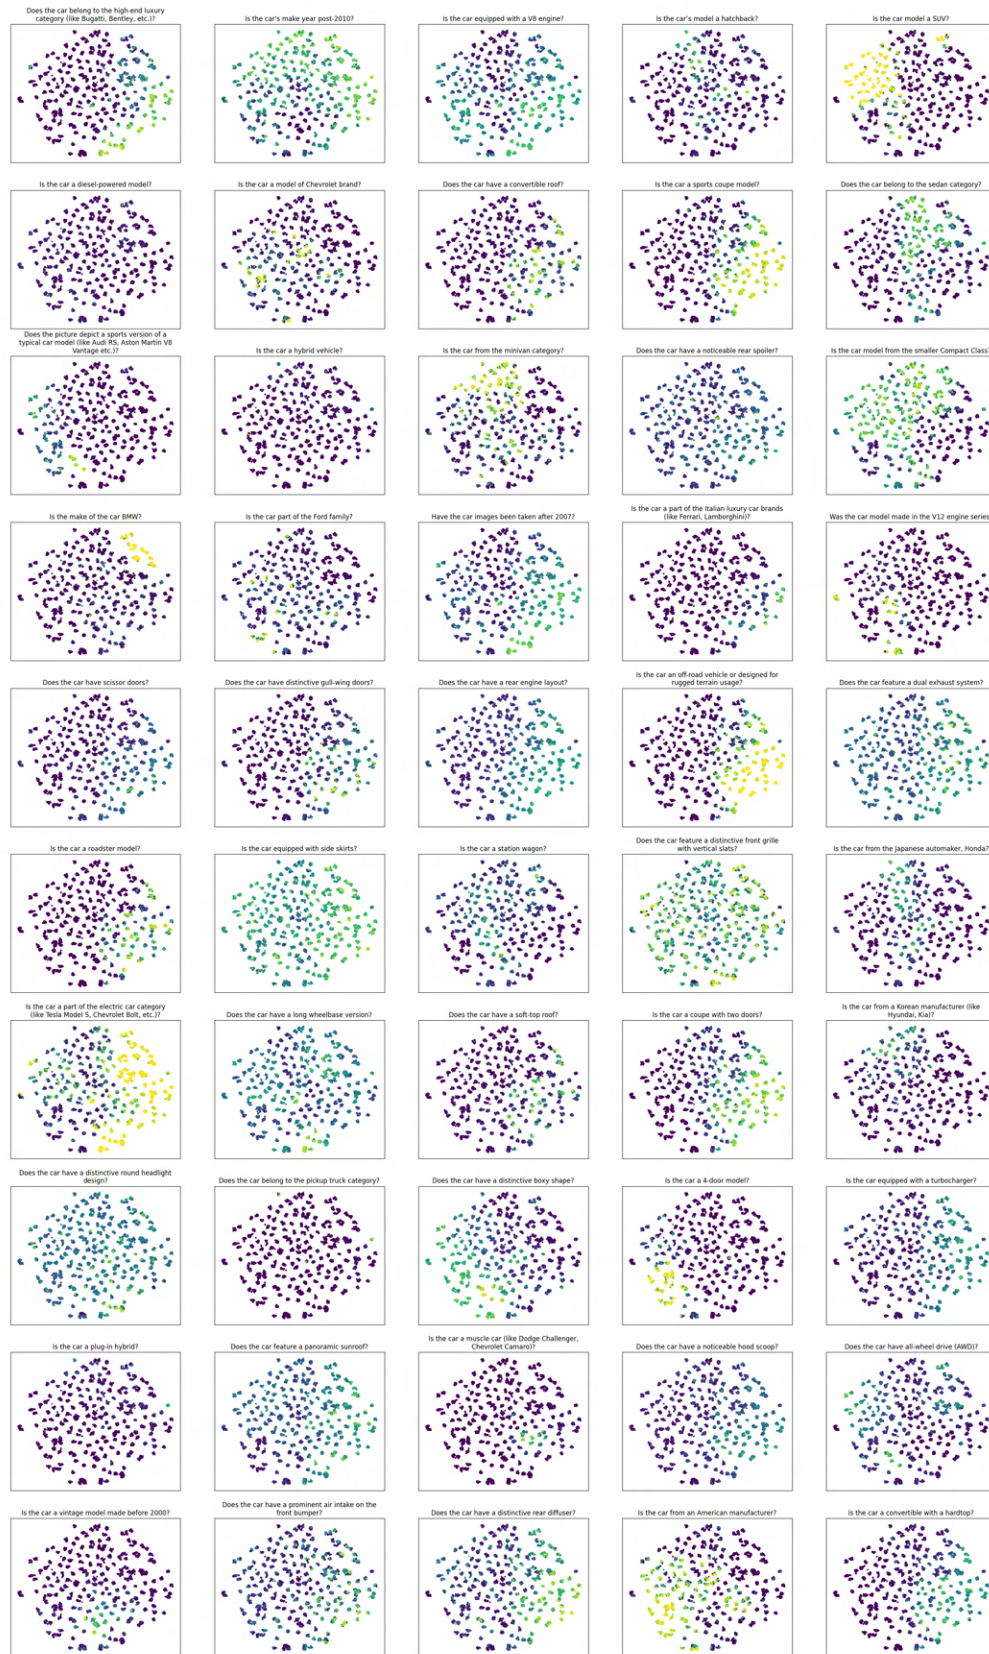 Does the car belong to the high-end luxury
category (like Bugatti, Bentley, etc.)?
Is the car's make year post-2010?
Is the car equipped with a V8 engine?
Is the car's model a hatchback?
Is the car model a SUV?
Is the car a diesel-powered model?
Is the car a model of Chevrolet brand?
Does the car have a convertible roof?
Is the car a sports coupe model?
Does the car belong to the sedan category?
Does the picture depict a sports version of a
typical car model (like Audi RS, Aston Martin V8
Vantage etc.)?
Is the car a hybrid vehicle?
Is the car from the minivan category?
Does the car have a noticeable rear spoiler?
Is the car model from the smaller Compact Class
Is the make of the car BMW?
Is the car part of the Ford family?
Have the car images been taken after 2007?
Is the car a part of the Italian luxury car brands
(like Ferrari, Lamborghini)?
Was the car model made in the V12 engine series
Does the car have scissor doors?
Does the car have distinctive gull-wing doors?
Does the car have a rear engine layout?
Is the car an off-road vehicle or designed for
rugged terrain usage?
Does the car feature a dual exhaust system?
Is the car a roadster model?
Is the car equipped with side skirts?
Is the car a station wagon?
Does the car feature a distinctive front grille
with vertical slats?
Is the car from the Japanese automaker, Honda?
Is the car a part of the electric car category
(like Tesla Model S, Chevrolet Bolt, etc.)?
Does the car have a long wheelbase version?
Does the car have a soft-top roof?
Is the car a coupe with two doors?
Is the car from a Korean manufacturer (like
Hyundai, Kia)?
Does the car have a distinctive round headlight
design?
Does the car belong to the pickup truck category?
Does the car have a distinctive boxy shape?
Is the car a 4-door model?
Is the car equipped with a turbocharger?
Is the car a plug-in hybrid?
Does the car feature a panoramic sunroof?
Is the car a muscle car (like Dodge Challenger,
Chevrolet Camaro)?
Does the car have a noticeable hood scoop?
Does the car have all-wheel drive (AWD)?
Is the car a vintage model made before 2000?
Does the car have a prominent air intake on the
front bumper?
Does the car have a distinctive rear diffuser?
Is the car from an American manufacturer?
Is the car a convertible with a hardtop?